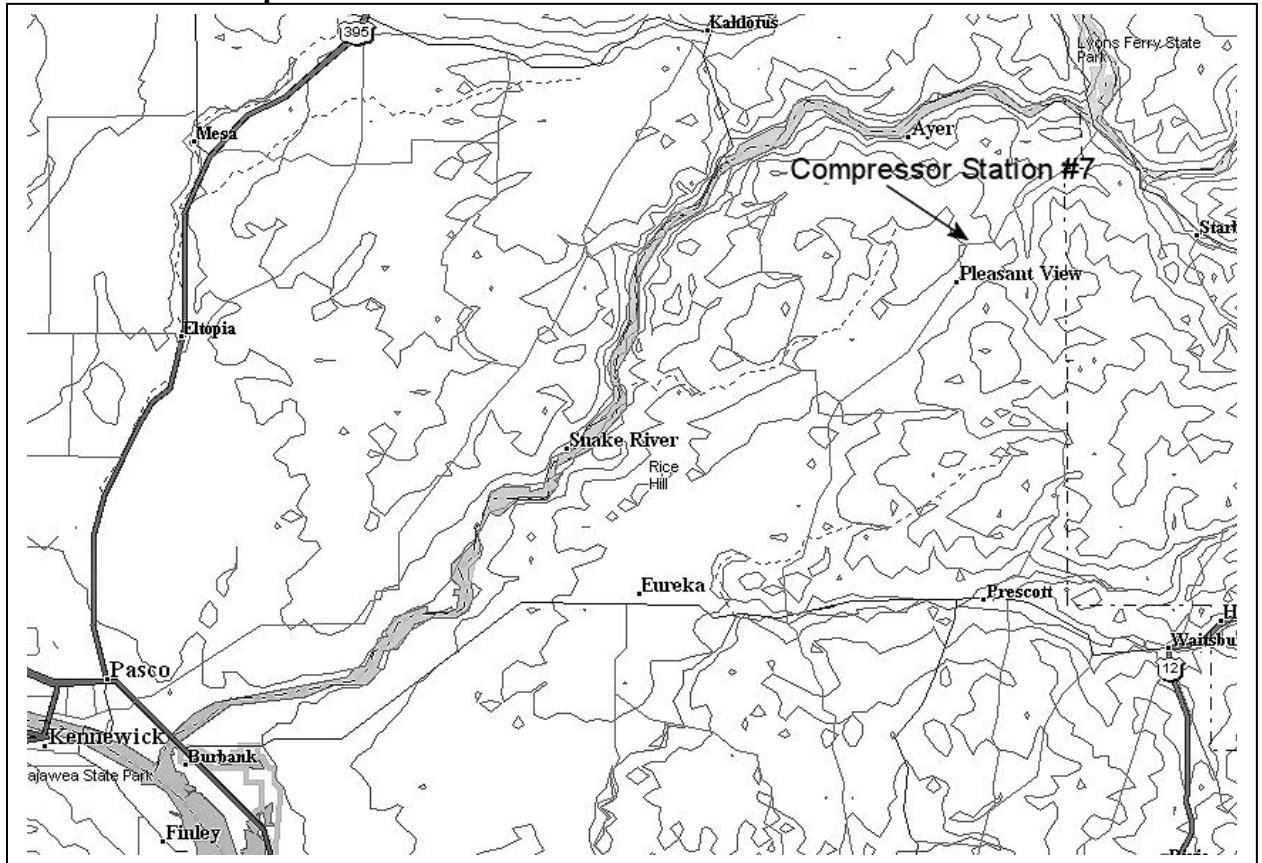 395
Kahlotus
Lyons Ferry State
Park
Mesa
Ayer
Compressor Station #7
Starb
Pleasant View
Eltopia
Snake River
Rice
Hill
Eureka
Prescott
H
Waitsbu
12
Pasco
Kennewick
Burbank
ajawea State Park
Finley